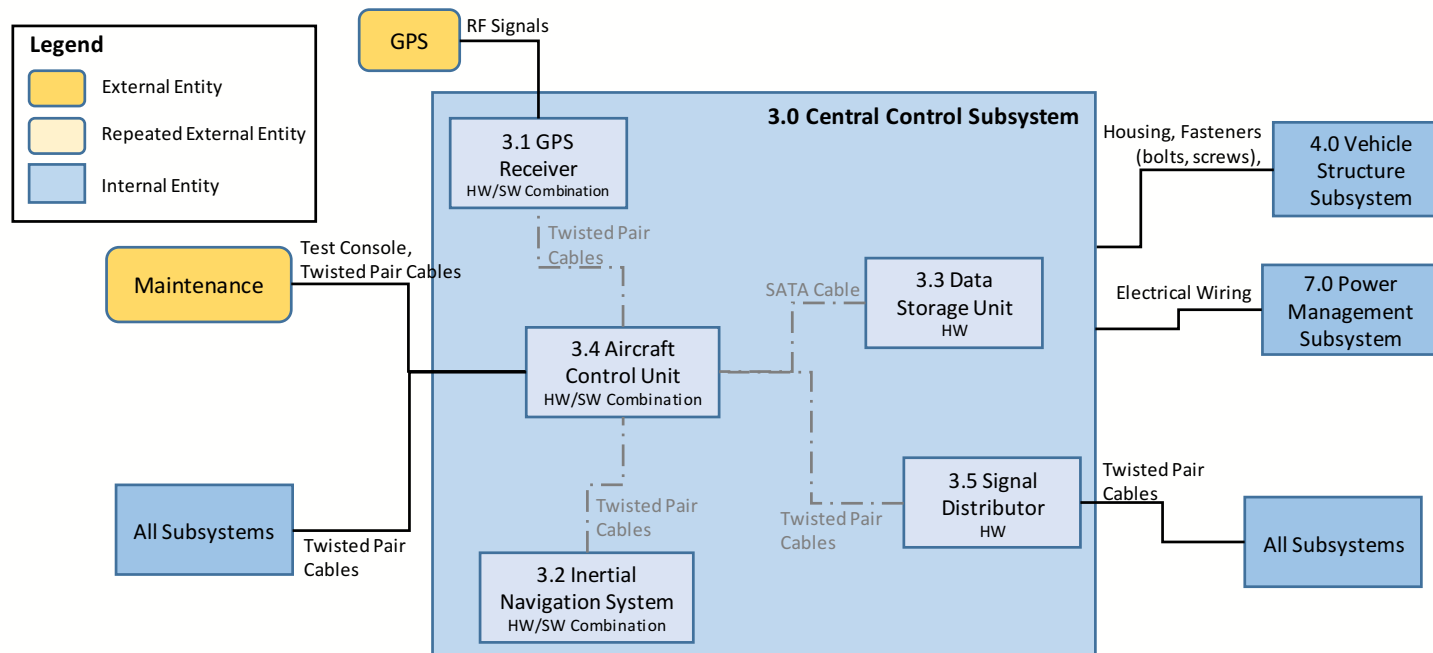 Legend
External Entity
Repeated External Entity
Internal Entity
GPS
RF Signals
3.0 Central Control Subsystem
3.1 GPS
Receiver
HW/SW Combination
Twisted Pair
Cables
Housing, Fasteners
(bolts, screws),
4.0 Vehicle
Structure
Subsystem
Test Console,
Twisted Pair Cables
Maintenance
SATA Cable
3.3 Data
Storage Unit
HW
Electrical Wiring
7.0 Power
Management
Subsystem
3.4 Aircraft
Control Unit
HW/SW Combination
All Subsystems
Twisted Pair
Cables
Twisted Pair
Cables
Twisted Pair
Cables
3.5 Signal
Distributor
HW
Twisted Pair
Cables
All Subsystems
3.2 Inertial
Navigation System
HW/SW Combination